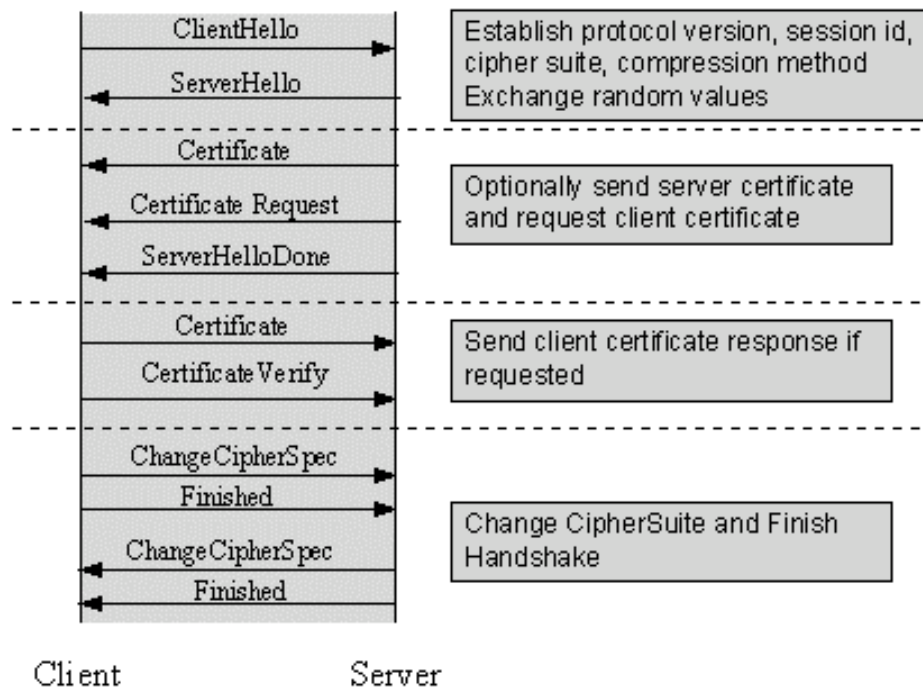 ClientHello
ServerHello
Establish protocol version, session id,
cipher suite, compression method
Exchange random values
Certificate
Certificate Request
ServerHelloDone
Optionally send server certificate
and request client certificate
Certificate
CertificateVerify
Send client certificate response if
requested
ChangeCipherSpec
Finished
ChangeCipherSpec
Finished
Change CipherSuite and Finish
Handshake
Client
Server